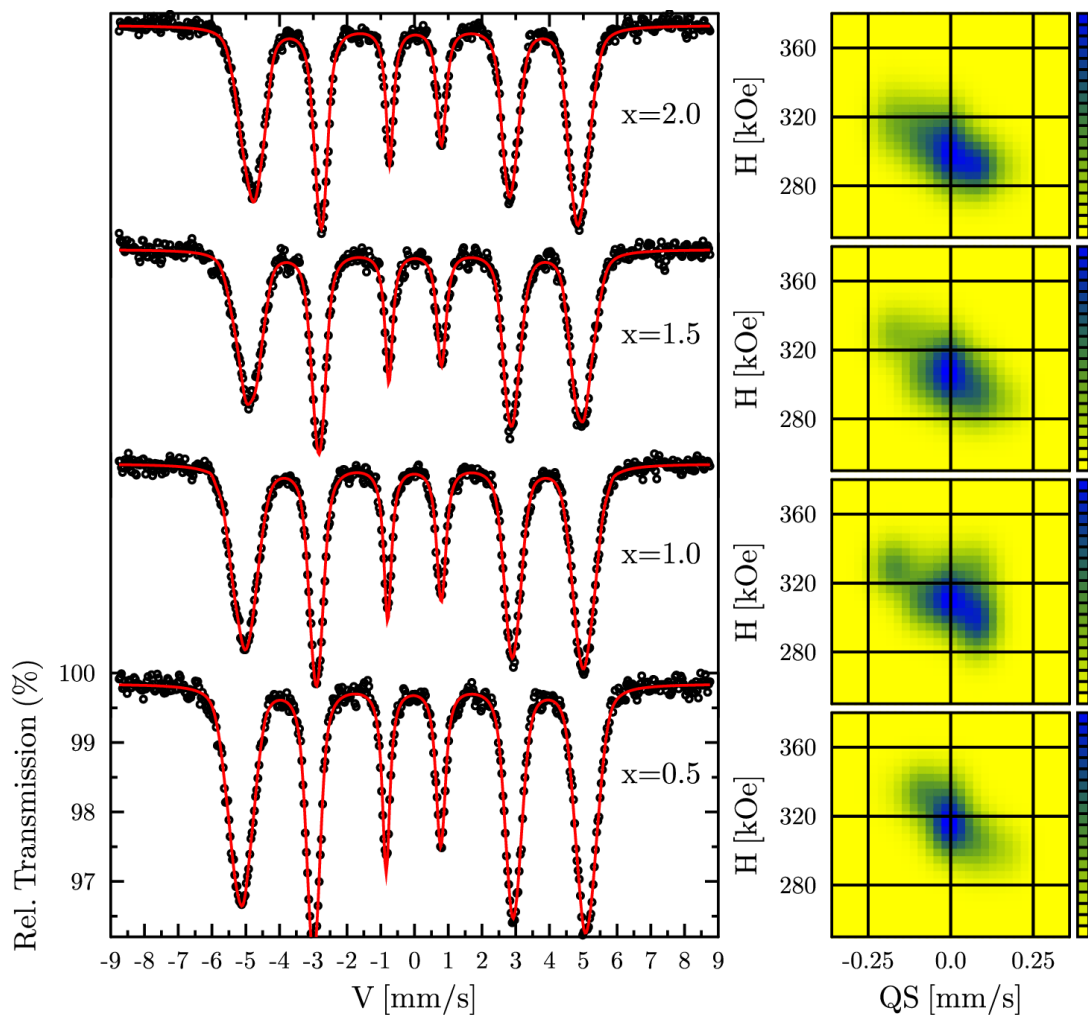 x=2.0
x=1.5
x=1.0
x=0.5
Rel. Transmission (%)
100
99
98
97
-9 -8 -7 -6 -5 -4 -3 -2 -1 0 1 2 3 4 5 6 7 8 9
V [mm/s]
H [kOe]
360
320
280
H [kOe]
360
320
280
H [kOe]
360
320
280
H [kOe]
360
320
280
-0.25 0.0 0.25
QS [mm/s]